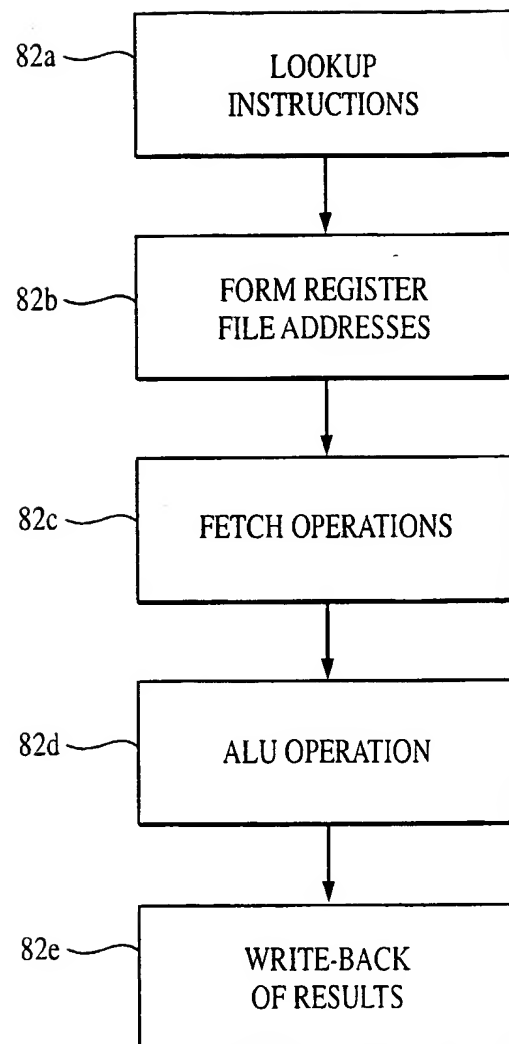 82a
LOOKUP
INSTRUCTIONS
82b
FORM REGISTER
FILE ADDRESSES
82c
FETCH OPERATIONS
82d
ALU OPERATION
82e
WRITE-BACK
OF RESULTS